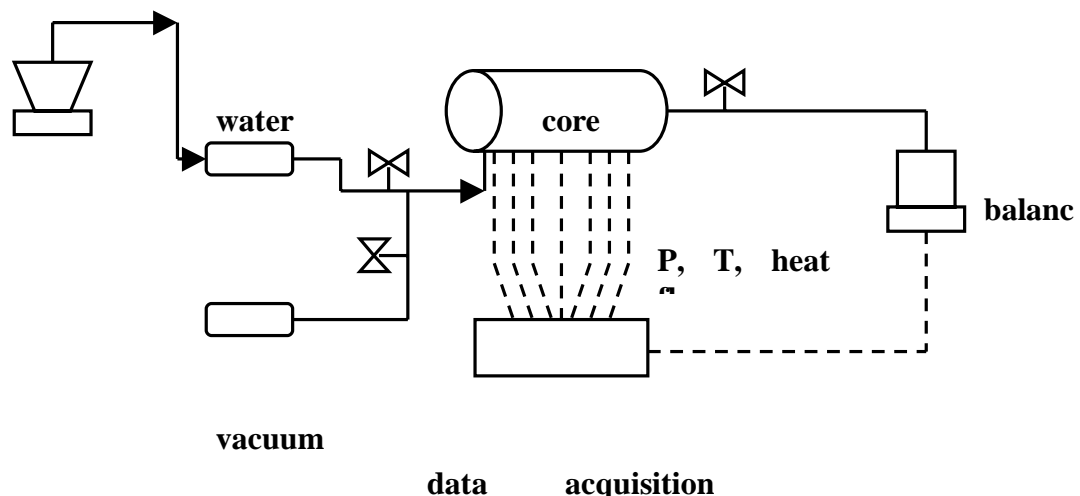 water
core
balanc
P, T, heat
vacuum
data acquisition